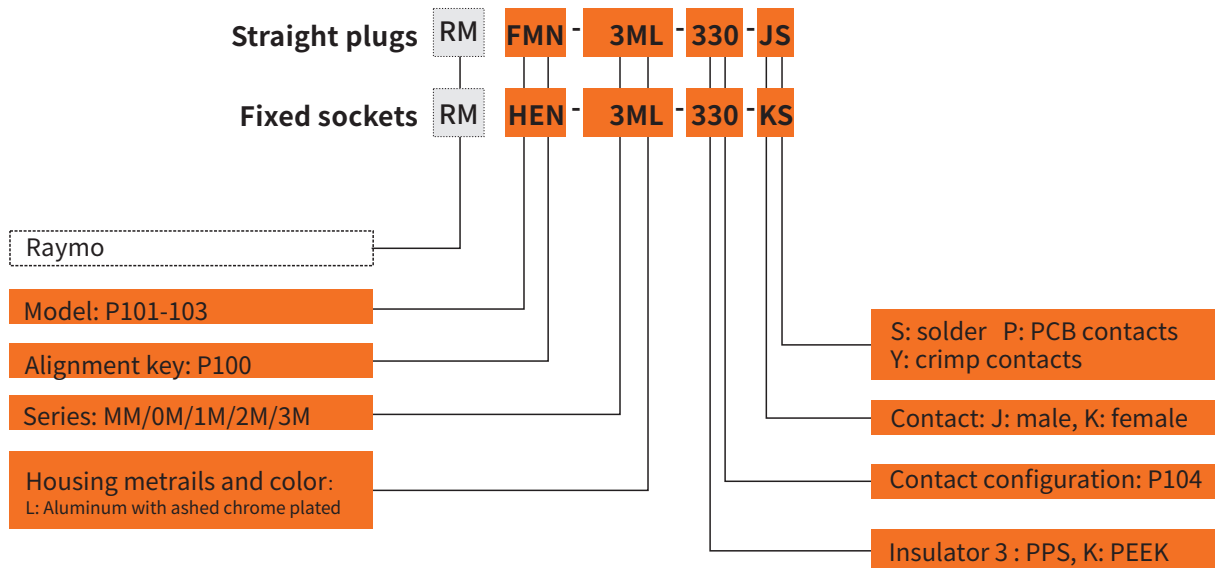 Straight plugs RM FMN - 3ML - 330 - JS
Fixed sockets RM HEN - 3ML - 330 - KS
Raymo
Model: P101-103
Alignment key: P100
Series: MM/0M/1M/2M/3M
Housing metrails and color:
L: Aluminum with ashed chrome plated
S: solder P: PCB contacts
Y: crimp contacts
Contact: J: male, K: female
Contact configuration: P104
Insulator 3 : PPS, K: PEEK